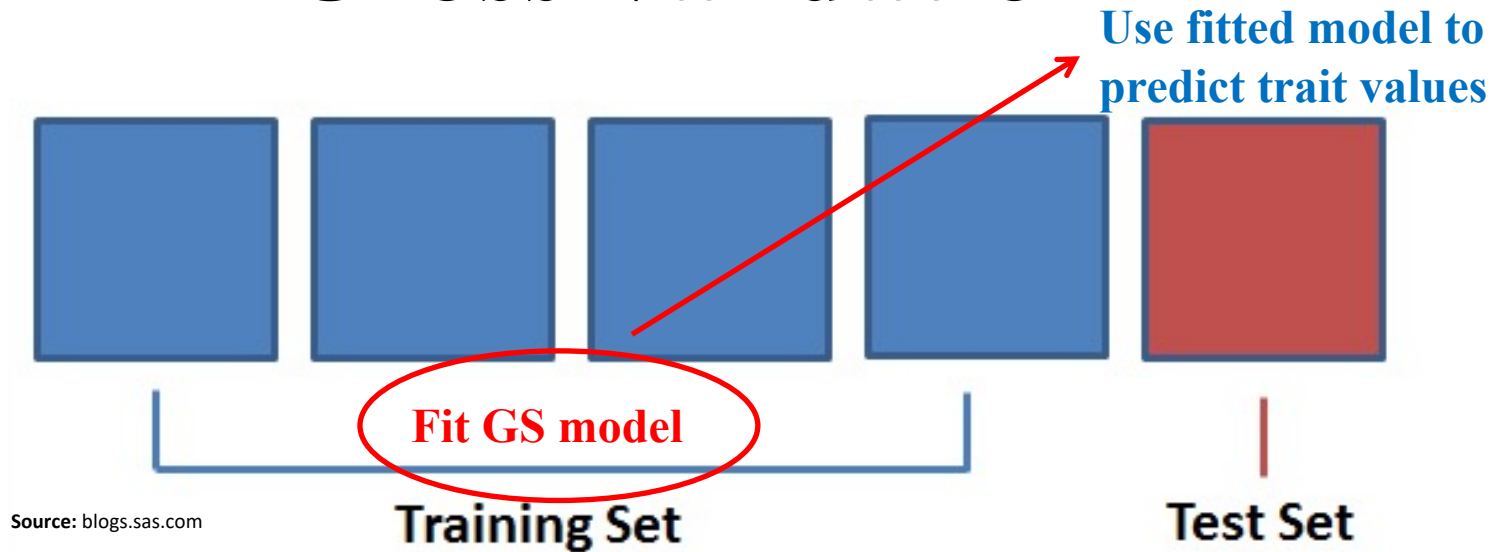 Use fitted model to
predict trait values
Fit GS model
Training Set
Test Set
Source: blogs.sas.com